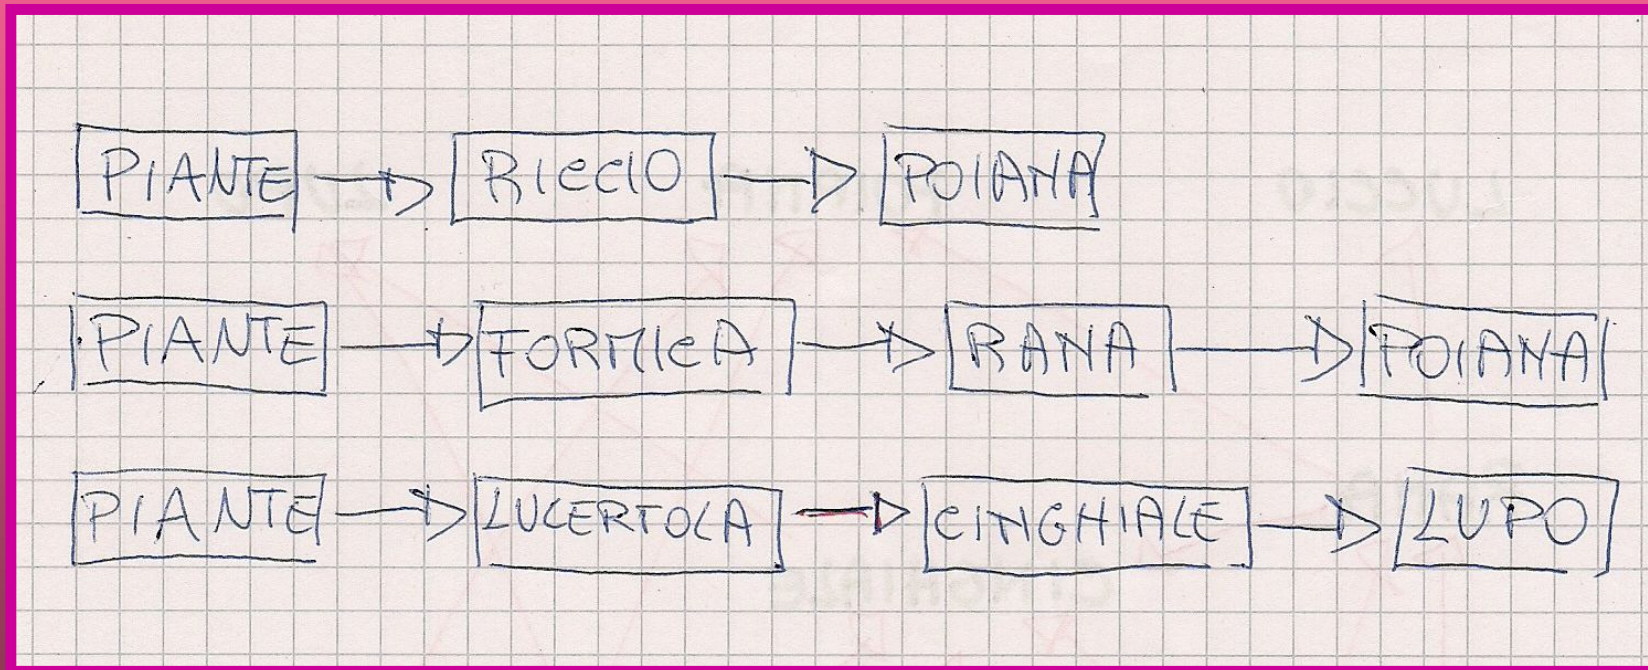 PIANTE RICCIO POIANA
PIANTE FORMICA RANA POIANA
PIANTE LUCERTOLA CINGHIALE LUPO